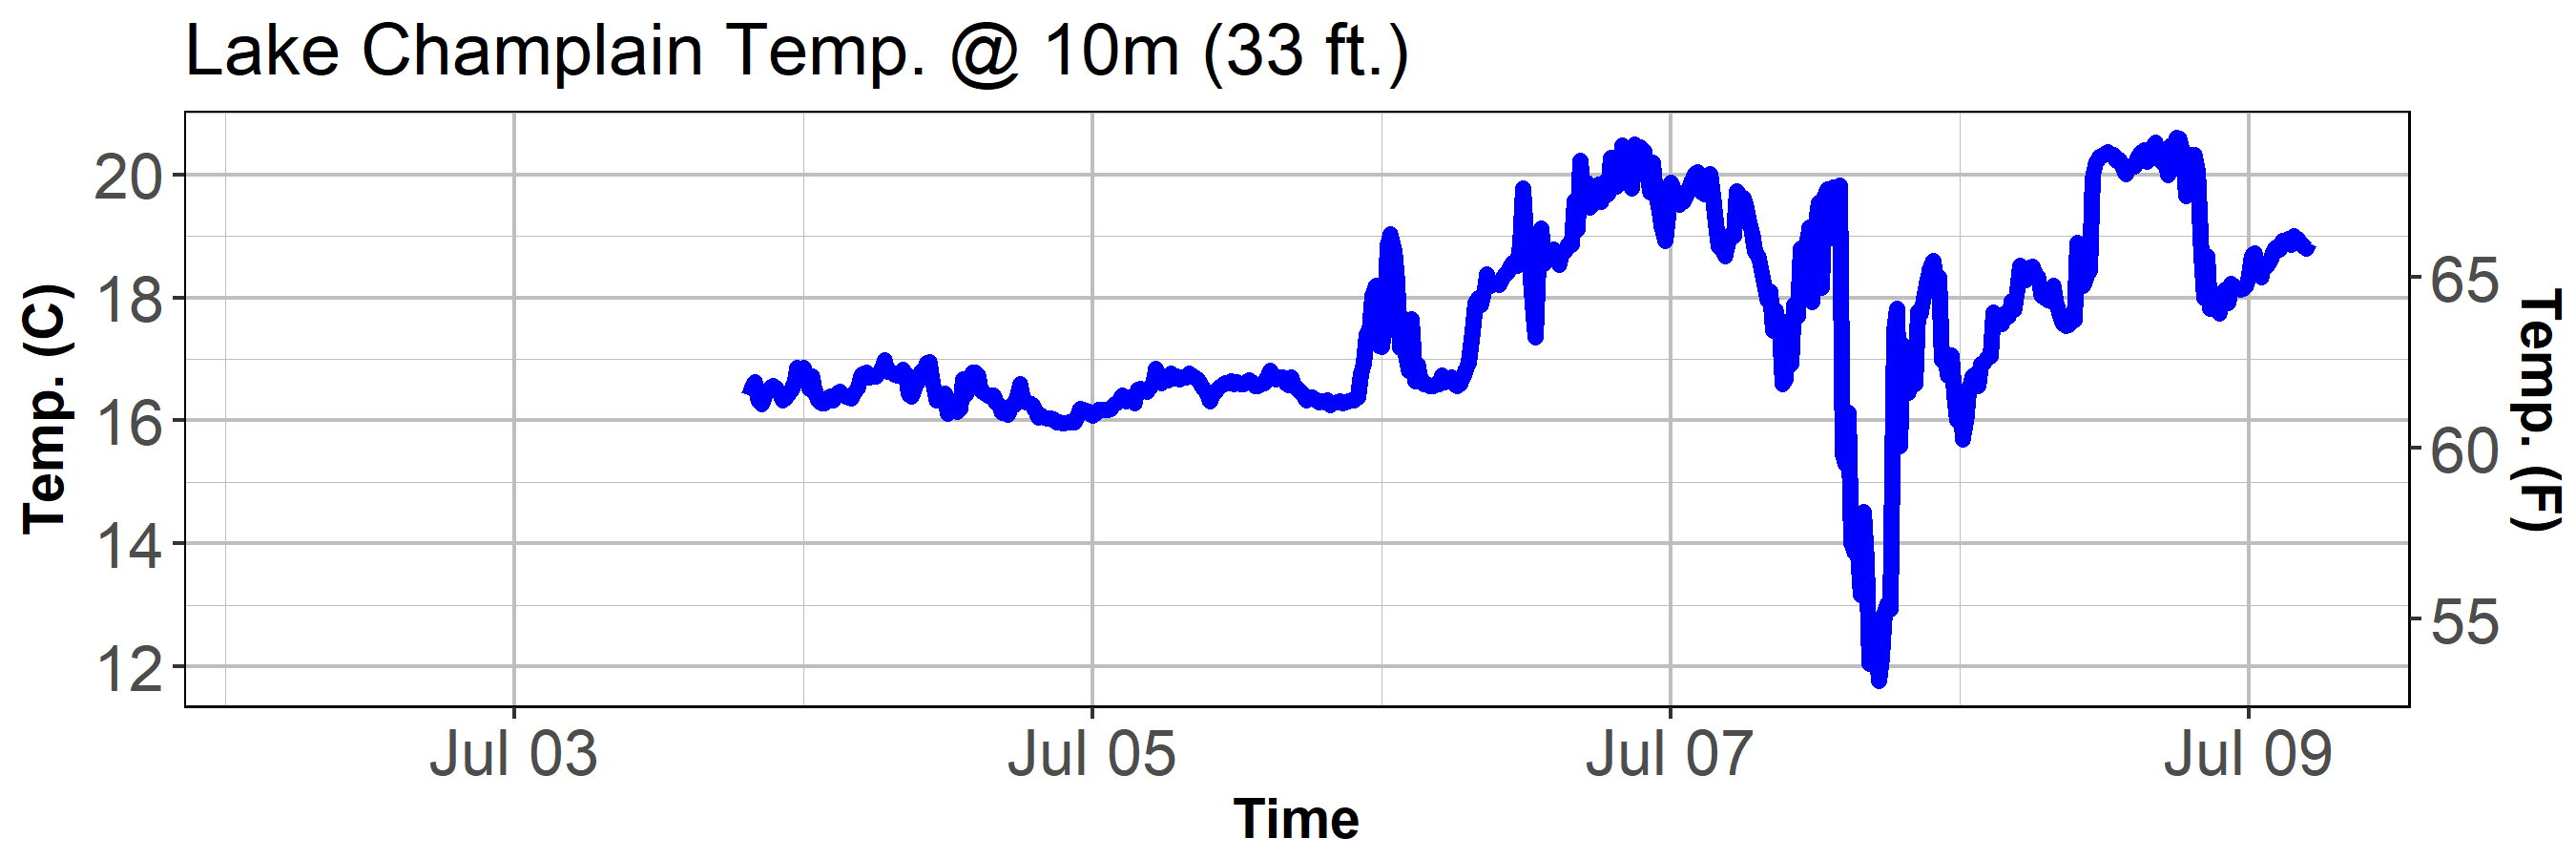 Lake Champlain Temp. @ 10m (33 ft.)
20
18
16
14
12
Temp. (C)
65
60
55
Temp. (F)
Jul 03
Jul 05
Jul 07
Jul 09
Time